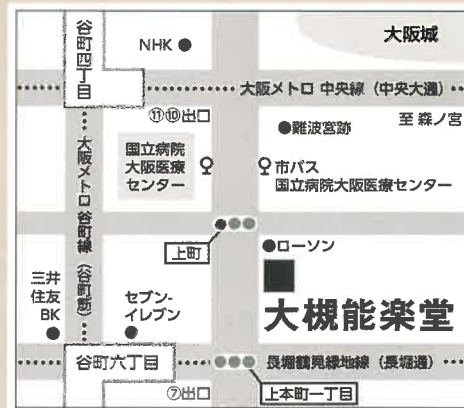 谷町四丁目
NHK
大阪城
大阪メトロ 中央線（中央大通）
⑪⑩出口
難波宮跡
至 森ノ宮
国立病院
大阪医療
センター
市バス
国立病院大阪医療センター
大阪メトロ 谷町線（谷町筋）
上町
ローソン
三井
住友
BK
セブン-
イレブン
大槻能楽堂
谷町六丁目
長堀鶴見緑地線（長堀通）
⑦出口
上本町一丁目